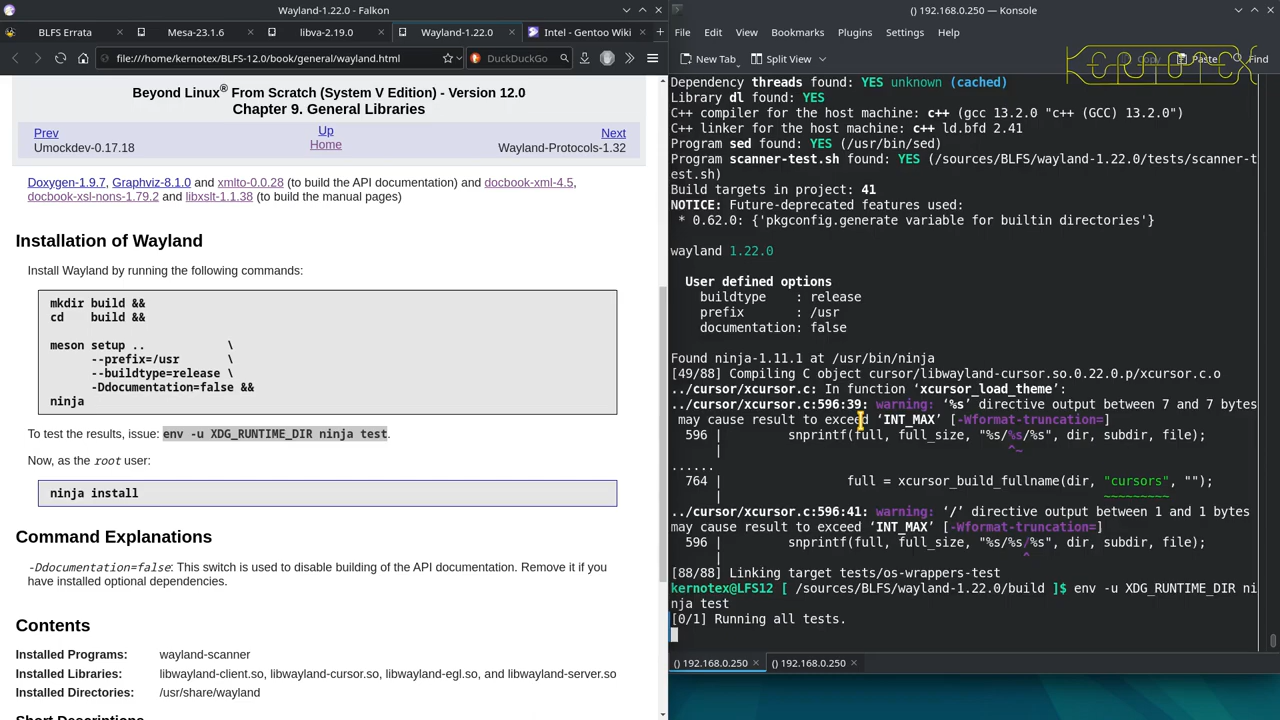 Wayland-1.22.0 - Falkon
BLFS Errata
Mesa-23.1.6
libva-2.19.0
Wayland-1.22.0
Intel - Gentoo Wiki
file:///home/kernotex/BLFS-12.0/book/general/wayland.html
DuckDuckGo
Beyond Linux® From Scratch (System V Edition) - Version 12.0
Chapter 9. General Libraries
Prev
Up
Next
Umockdev-0.17.18
Home
Wayland-Protocols-1.32
Doxygen-1.9.7, Graphviz-8.1.0 and xmlto-0.0.28 (to build the API documentation) and docbook-xml-4.5,
docbook-xsl-nons-1.79.2 and libxslt-1.1.38 (to build the manual pages)
Installation of Wayland
Install Wayland by running the following commands:
mkdir build &&
cd    build &&
meson setup ..            \
      --prefix=/usr       \
      --buildtype=release \
      -Ddocumentation=false &&
ninja
To test the results, issue: env -u XDG_RUNTIME_DIR ninja test.
Now, as the root user:
ninja install
Command Explanations
-Ddocumentation=false: This switch is used to disable building of the API documentation. Remove it if you
have installed optional dependencies.
Contents
Installed Programs: wayland-scanner
Installed Libraries: libwayland-client.so, libwayland-cursor.so, libwayland-egl.so, and libwayland-server.so
Installed Directories: /usr/share/wayland
Short Descriptions
() 192.168.0.250 — Konsole
File Edit View Bookmarks Plugins Settings Help
New Tab
Split View
Copy
Paste
Find
kernotex
Dependency threads found: YES unknown (cached)
Library dl found: YES
C++ compiler for the host machine: c++ (gcc 13.2.0 "c++ (GCC) 13.2.0")
C++ linker for the host machine: c++ ld.bfd 2.41
Program sed found: YES (/usr/bin/sed)
Program scanner-test.sh found: YES (/sources/BLFS/wayland-1.22.0/tests/scanner-t
est.sh)
Build targets in project: 41
NOTICE: Future-deprecated features used:
 * 0.62.0: {'pkgconfig.generate variable for builtin directories'}
wayland 1.22.0
  User defined options
    buildtype    : release
    prefix       : /usr
    documentation: false
Found ninja-1.11.1 at /usr/bin/ninja
[49/88] Compiling C object cursor/libwayland-cursor.so.0.22.0.p/xcursor.c.o
../cursor/xcursor.c: In function ‘xcursor_load_theme’:
../cursor/xcursor.c:596:39: warning: ‘%s’ directive output between 7 and 7 bytes
 may cause result to exceed ‘INT_MAX’ [-Wformat-truncation=]
  596 |         snprintf(full, full_size, "%s/%s/%s", dir, subdir, file);
      |                                       ^~
......
  764 |                 full = xcursor_build_fullname(dir, "cursors", "");
      |                                                    ~~~~~~~~~
../cursor/xcursor.c:596:41: warning: ‘/’ directive output between 1 and 1 bytes
may cause result to exceed ‘INT_MAX’ [-Wformat-truncation=]
  596 |         snprintf(full, full_size, "%s/%s/%s", dir, subdir, file);
      |                                         ^
[88/88] Linking target tests/os-wrappers-test
kernotex@LFS12 [ /sources/BLFS/wayland-1.22.0/build ]$ env -u XDG_RUNTIME_DIR ni
nja test
[0/1] Running all tests.
() 192.168.0.250
() 192.168.0.250